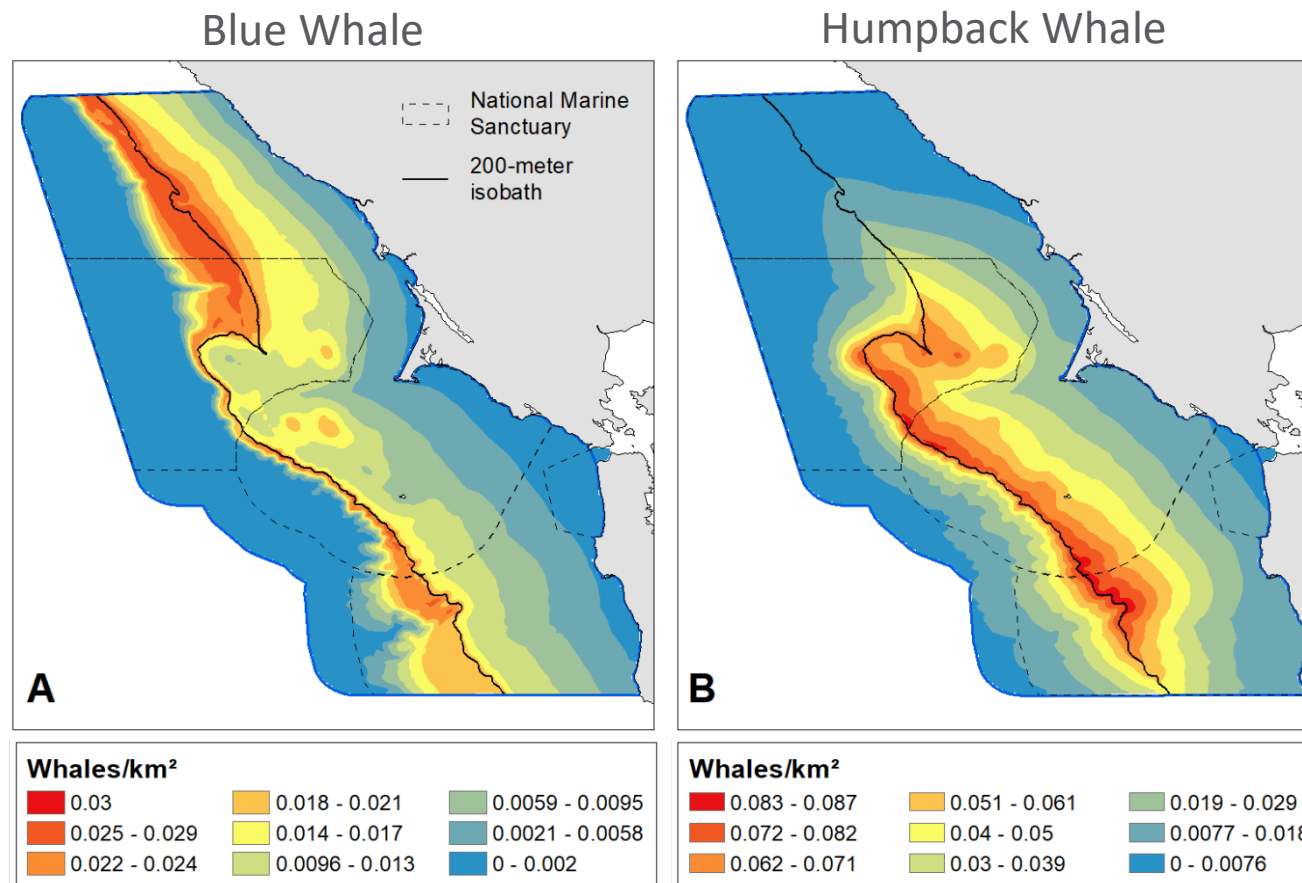 Blue Whale
Humpback Whale
National Marine
Sanctuary
200-meter
isobath
A
B
Whales/km²
0.03
0.018 - 0.021
0.0059 - 0.0095
0.025 - 0.029
0.014 - 0.017
0.0021 - 0.0058
0.022 - 0.024
0.0096 - 0.013
0 - 0.002
Whales/km²
0.083 - 0.087
0.051 - 0.061
0.019 - 0.029
0.072 - 0.082
0.04 - 0.05
0.0077 - 0.018
0.062 - 0.071
0.03 - 0.039
0 - 0.0076